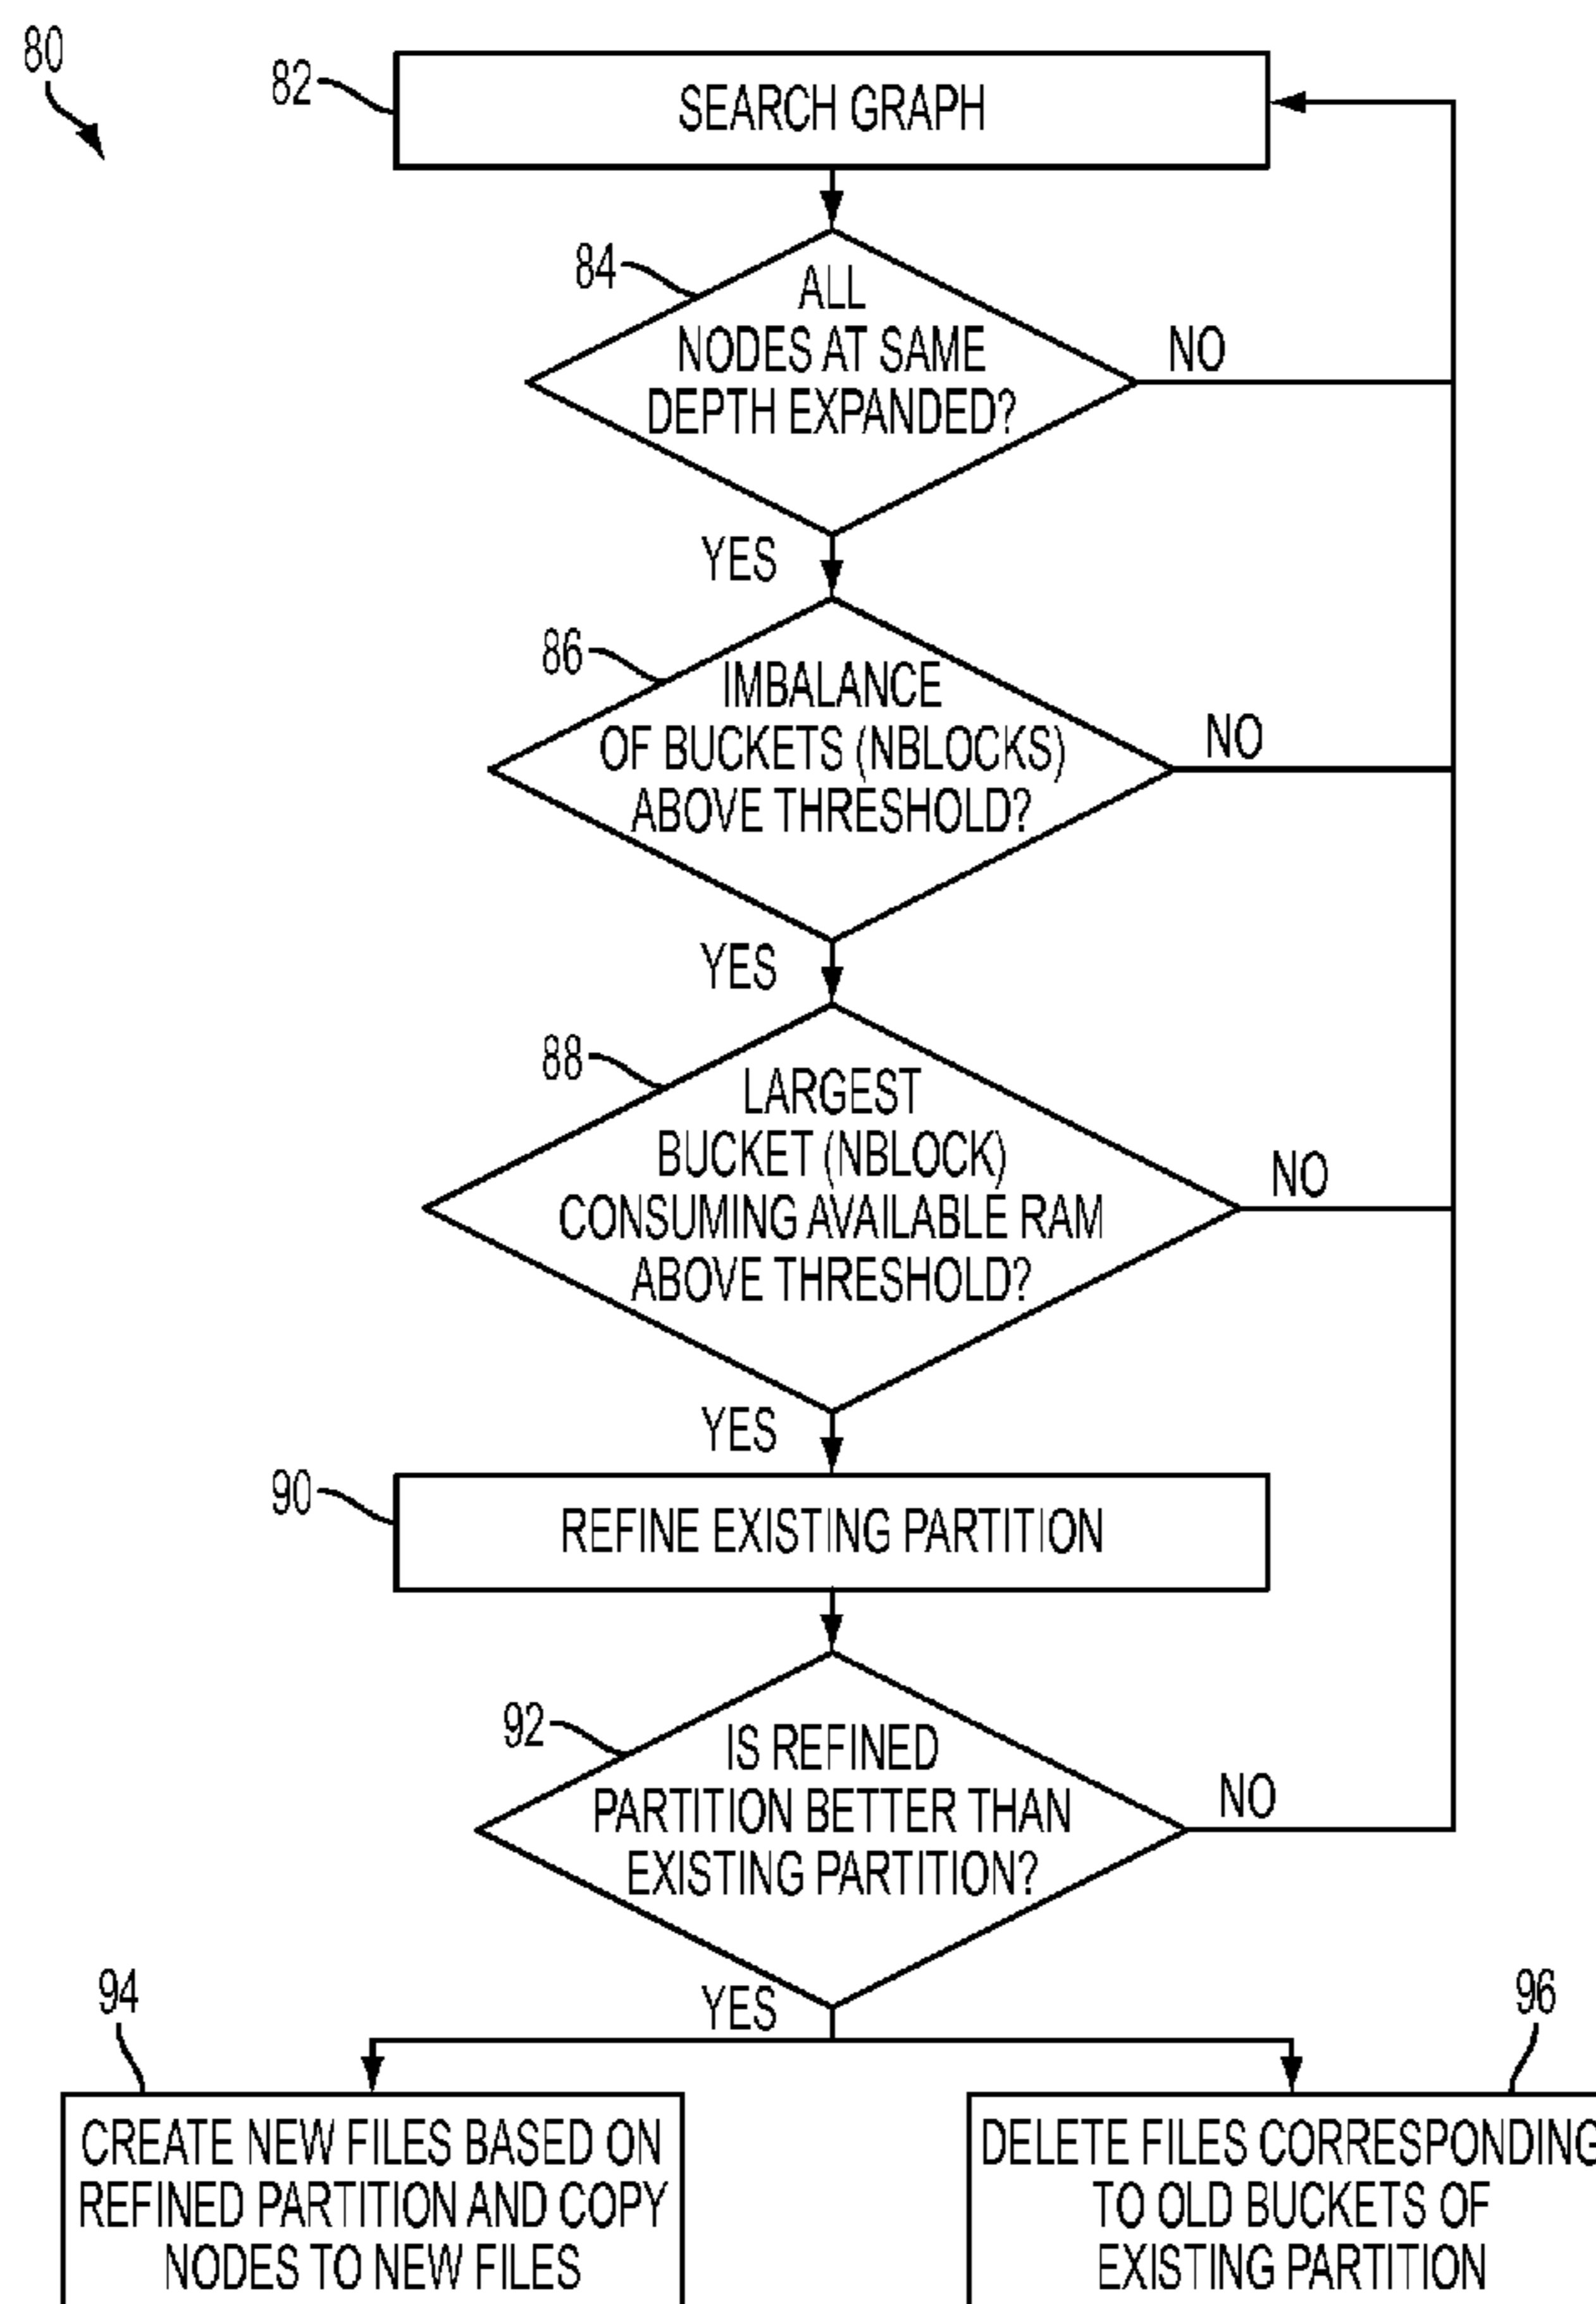 80
82
SEARCH GRAPH
84
ALL
NODES AT SAME
DEPTH EXPANDED?
NO
YES
86
IMBALANCE
OF BUCKETS (NBLOCKS)
ABOVE THRESHOLD?
NO
YES
88
LARGEST
BUCKET (NBLOCK)
CONSUMING AVAILABLE RAM
ABOVE THRESHOLD?
NO
YES
90
REFINE EXISTING PARTITION
92
IS REFINED
PARTITION BETTER THAN
EXISTING PARTITION?
NO
YES
94
CREATE NEW FILES BASED ON
REFINED PARTITION AND COPY
NODES TO NEW FILES
96
DELETE FILES CORRESPONDING
TO OLD BUCKETS OF
EXISTING PARTITION